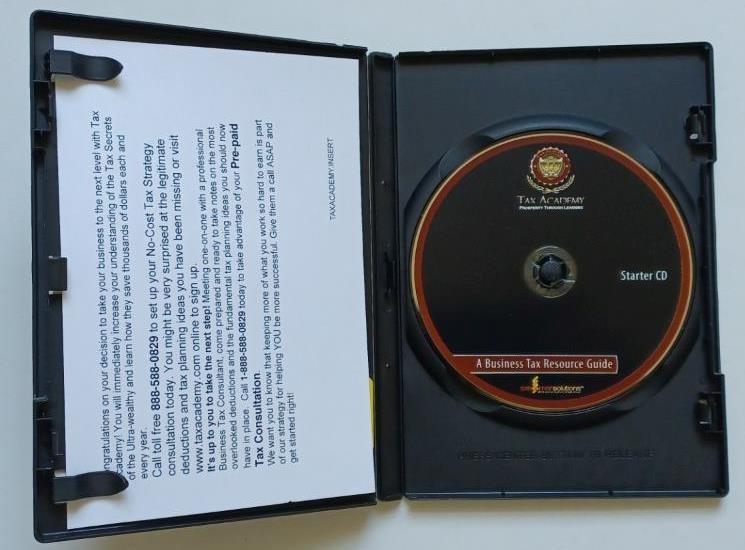 ngratulations on your decision to take your business to the next level with Tax
cademy! You will immediately increase your understanding of the Tax Secrets
of the Ultra-wealthy and learn how they save thousands of dollars each and
every year.
Call toll free 888-588-0829 to set up your No-Cost Tax Strategy
consultation today. You might be very surprised at the legitimate
deductions and tax planning ideas you have been missing or visit
www.taxacademy.com online to sign up.
It's up to you to take the next step! Meeting one-on-one with a professional
Business Tax Consultant, come prepared and ready to take notes on the most
overlooked deductions and the fundamental tax planning ideas you should now
have in place. Call 1-888-588-0829 today to take advantage of your Pre-paid
Tax Consultation.
We want you to know that keeping more of what you work so hard to earn is part
of our strategy for helping YOU be more successful. Give them a call ASAP and
get started right!
TAXACADEMY.INSERT
TAX ACADEMY
PROSPERITY THROUGH LEARNING
Starter CD
A Business Tax Resource Guide
solutions
PRESS CENTER BUTTON TO RELEASE